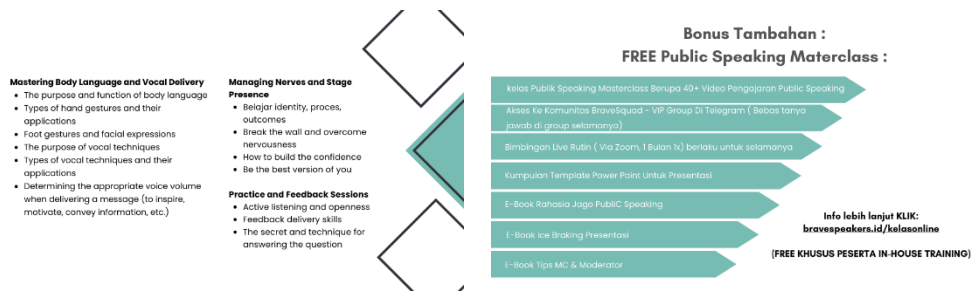 Mastering Body Language and Vocal Delivery
• The purpose and function of body language
• Types of hand gestures and their
applications
• Foot gestures and facial expressions
• The purpose of vocal techniques
• Types of vocal techniques and their
applications
• Determining the appropriate voice volume
when delivering a message (to inspire,
motivate, convey information, etc.)
Managing Nerves and Stage
Presence
• Belajar identity, proces,
outcomes
• Break the wall and overcome
nervousness
• How to build the confidence
• Be the best version of you
Practice and Feedback Sessions
• Active listening and openness
• Feedback delivery skills
• The secret and technique for
answering the question
Bonus Tambahan :
FREE Public Speaking Materclass :
kelas Publik Speaking Masterclass Berupa 40+ Video Pengajaran Public Speaking
Akses Ke Komunitas BraveSquad - VIP Group Di Telegram ( Bebas tanya
jawab di group selamanya)
Bimbingan Live Rutin ( Via Zoom, 1 Bulan 1x) berlaku untuk selamanya
Kumpulan Template Power Point Untuk Presentasi
E-Book Rahasia Jago PubliC Speaking
E-Book Ice Braking Presentasi
E-Book Tips MC & Moderator
Info lebih lanjut KLIK:
bravespeakers.id/kelasonline
(FREE KHUSUS PESERTA IN-HOUSE TRAINING)